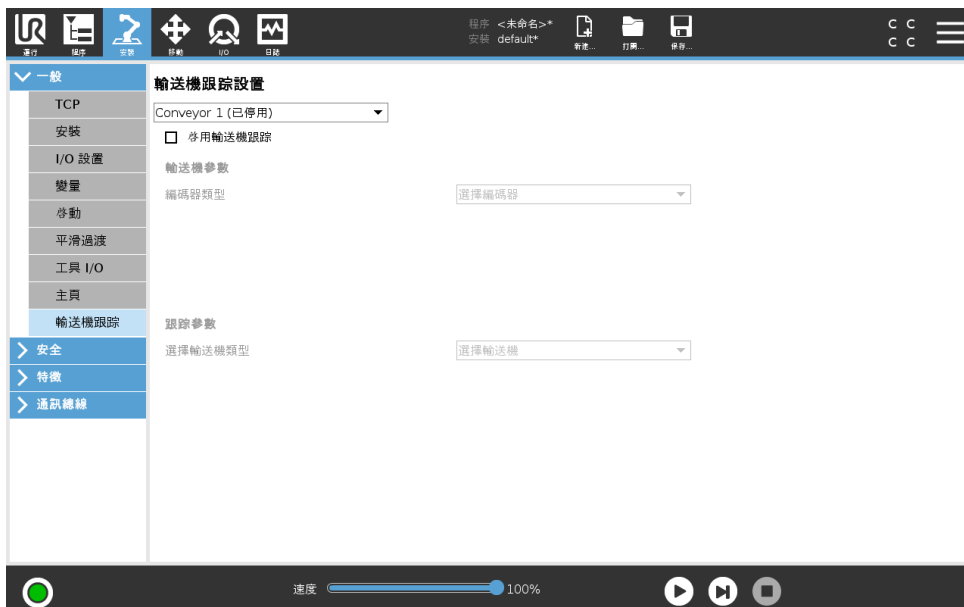 UR
運行
程序
安裝
移動
I/O
日誌
程序 <未命名>*
安裝 default*
新建...
打開...
保存...
C C
C C
一般
TCP
安裝
I/O 設置
變量
啓動
平滑過渡
工具 I/O
主頁
輸送機跟踪
安全
特徵
通訊總線
輸送機跟踪設置
Conveyor 1 (已停用)
啓用輸送機跟踪
輸送機參數
編碼器類型
選擇編碼器
跟踪參數
選擇輸送機類型
選擇輸送機
速度
100%